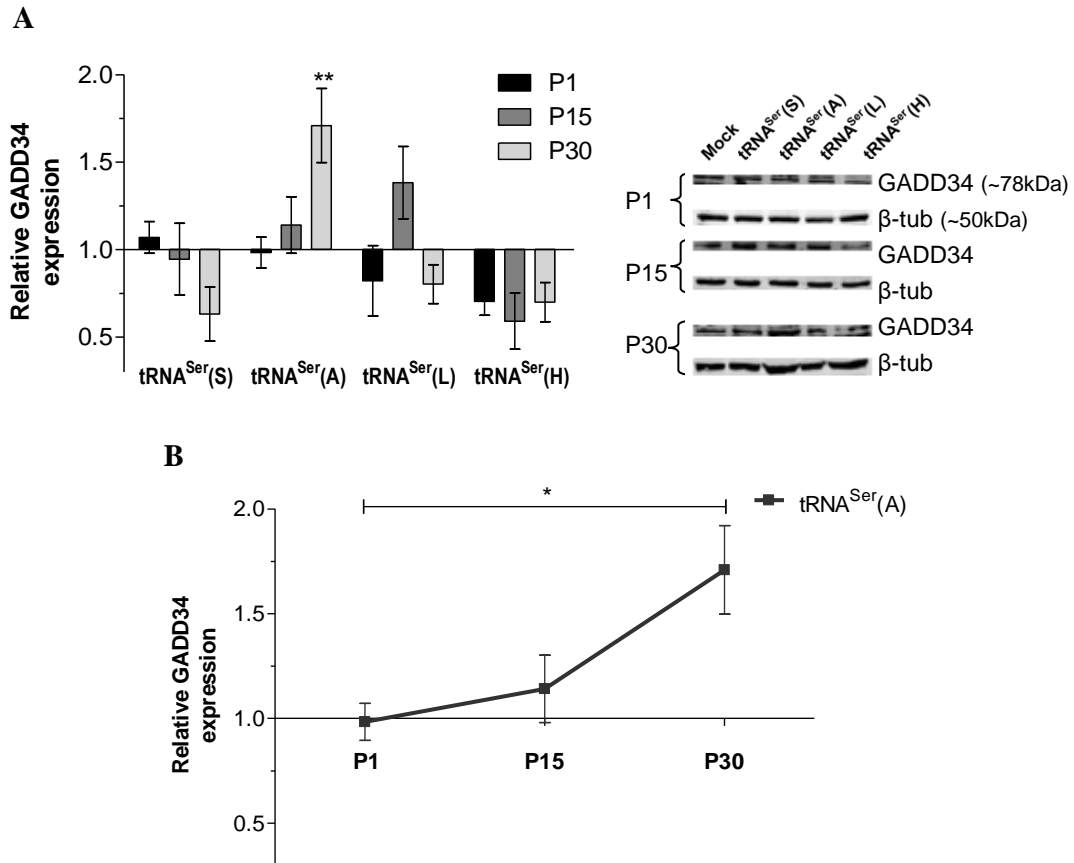 A
Relative GADD34
expression
2.0
1.5
1.0
0.5
**
P1
P15
P30
tRNA^Ser(S)
tRNA^Ser(A)
tRNA^Ser(L)
tRNA^Ser(H)
Mock
tRNA^Ser(S)
tRNA^Ser(A)
tRNA^Ser(L)
tRNA^Ser(H)
P1
GADD34 (~78kDa)
β-tub (~50kDa)
P15
GADD34
β-tub
P30
GADD34
β-tub
B
Relative GADD34
expression
2.0
1.5
1.0
0.5
*
tRNA^Ser(A)
P1
P15
P30